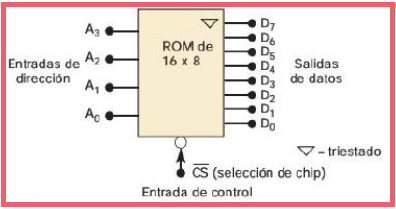 A3
A2
A1
A0
Entradas de
dirección
ROM de
16 x 8
D7
D6
D5
D4
D3
D2
D1
D0
Salidas
de datos
▽ – triestado
C̅S̅ (selección de chip)
Entrada de control